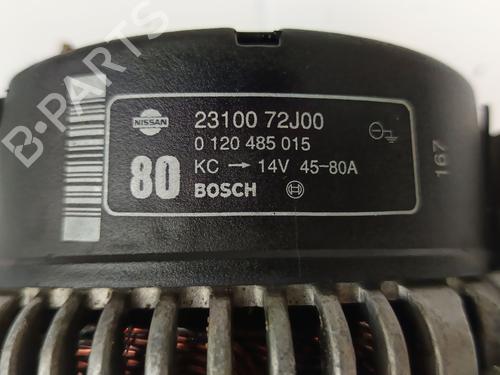 NISSAN
23100 72J00
0 120 485 015
80
KC → 14V 45-80A
BOSCH
167
B-PARTS